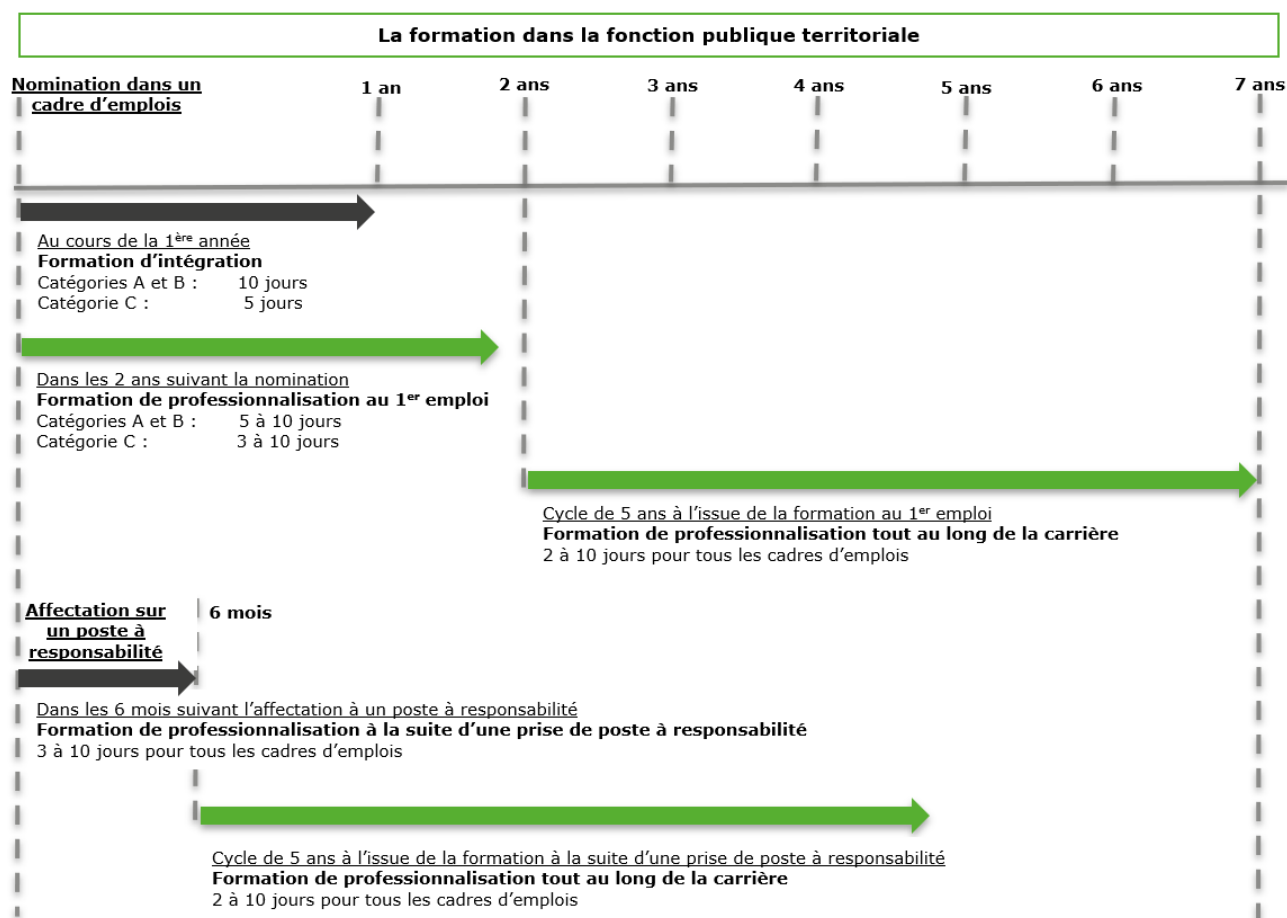 La formation dans la fonction publique territoriale
Nomination dans un
cadre d’emplois
1 an
2 ans
3 ans
4 ans
5 ans
6 ans
7 ans
Au cours de la 1ère année
Formation d’intégration
Catégories A et B : 10 jours
Catégorie C : 5 jours
Dans les 2 ans suivant la nomination
Formation de professionnalisation au 1er emploi
Catégories A et B : 5 à 10 jours
Catégorie C : 3 à 10 jours
Cycle de 5 ans à l’issue de la formation au 1er emploi
Formation de professionnalisation tout au long de la carrière
2 à 10 jours pour tous les cadres d’emplois
Affectation sur
un poste à
responsabilité
6 mois
Dans les 6 mois suivant l’affectation à un poste à responsabilité
Formation de professionnalisation à la suite d’une prise de poste à responsabilité
3 à 10 jours pour tous les cadres d’emplois
Cycle de 5 ans à l’issue de la formation à la suite d’une prise de poste à responsabilité
Formation de professionnalisation tout au long de la carrière
2 à 10 jours pour tous les cadres d’emplois